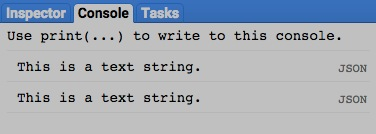 Inspector Console Tasks
Use print(...) to write to this console.
This is a text string. JSON
This is a text string. JSON